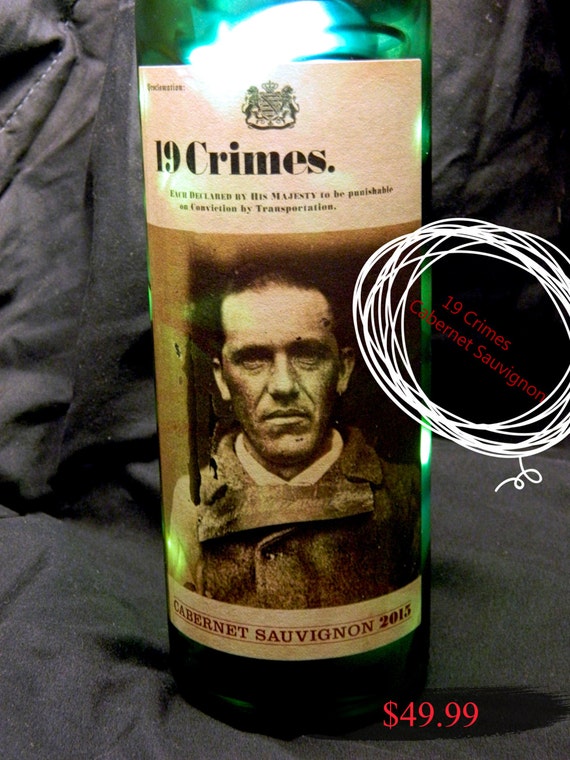 Proclamation:
19 Crimes.
EACH DECLARED BY HIS MAJESTY to be punishable
on Conviction by Transportation.
19 Crimes
Cabernet Sauvignon
CABERNET SAUVIGNON 2015
$49.99